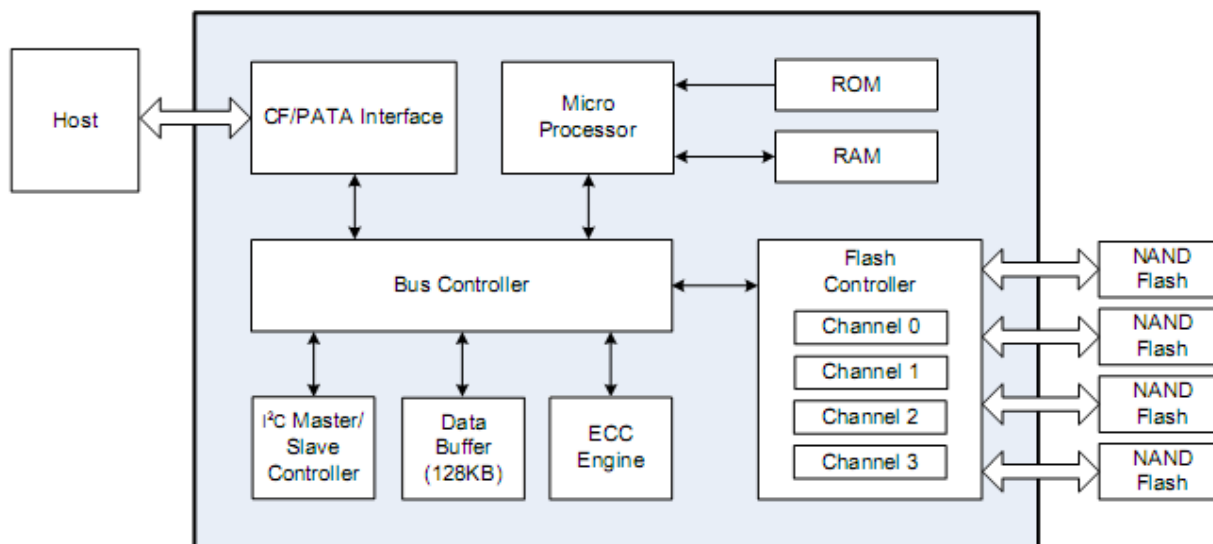 Host
CF/PATA Interface
Micro
Processor
ROM
RAM
Bus Controller
Flash
Controller
Channel 0
Channel 1
Channel 2
Channel 3
NAND
Flash
NAND
Flash
NAND
Flash
NAND
Flash
I²C Master/
Slave
Controller
Data
Buffer
(128KB)
ECC
Engine